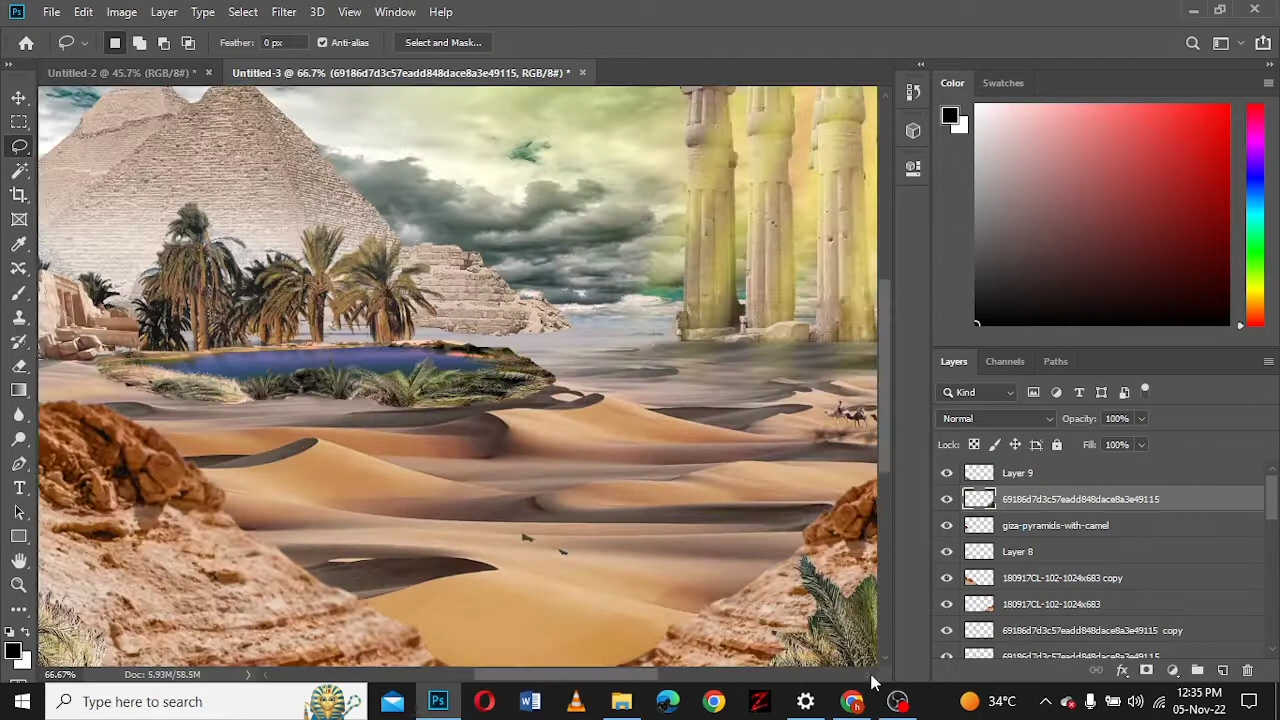 Ps File Edit Image Layer Type Select Filter 3D View Window Help
Feather: 0 px Anti-alias Select and Mask...
Untitled-2 @ 45.7% (RGB/8#) * × Untitled-3 @ 66.7% (69186d7d3c57eadd848dace8a3e49115, RGB/8#) * ×
Color Swatches
Layers Channels Paths
Kind
Normal Opacity: 100%
Lock: Fill: 100%
Layer 9
69186d7d3c57eadd848dace8a3e49115
giza-pyramids-with-camel
Layer 8
180917CL-102-1024x683 copy
180917CL-102-1024x683
69186d7d3c57eadd848dace8a3e49115 copy
69186d7d3c57eadd848dace8a3e49115
66.67% Doc: 5.93M/58.5M
Type here to search
34°C
12:35 PM
05-Nov-22